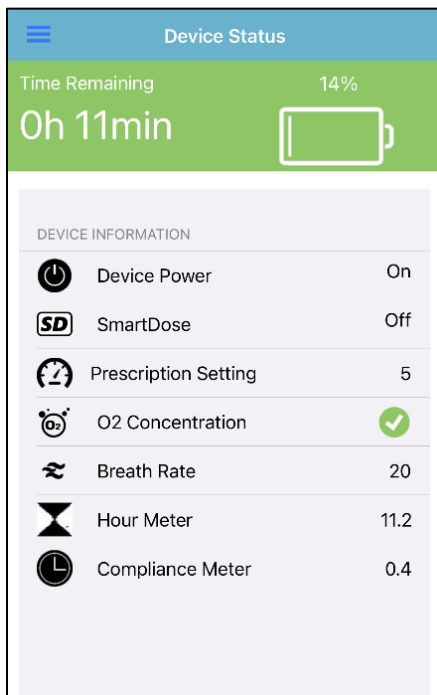 Device Status
Time Remaining 14%
0h 11min
DEVICE INFORMATION
Device Power On
SD SmartDose Off
Prescription Setting 5
O2 O2 Concentration
Breath Rate 20
Hour Meter 11.2
Compliance Meter 0.4